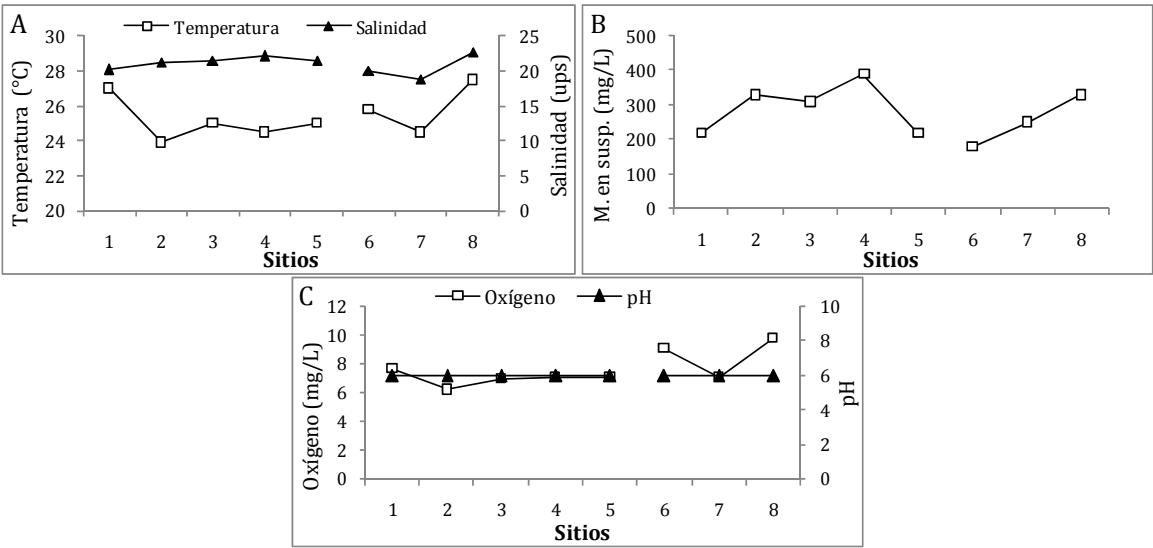 A
Temperatura
Salinidad
30
28
26
24
22
20
Temperatura (°C)
25
20
15
10
5
0
Salinidad (ups)
1 2 3 4 5 6 7 8
Sitios
B
500
400
300
200
100
0
M. en susp. (mg/L)
1 2 3 4 5 6 7 8
Sitios
C
Oxígeno
pH
12
10
8
6
4
2
0
Oxígeno (mg/L)
10
8
6
4
2
0
pH
1 2 3 4 5 6 7 8
Sitios